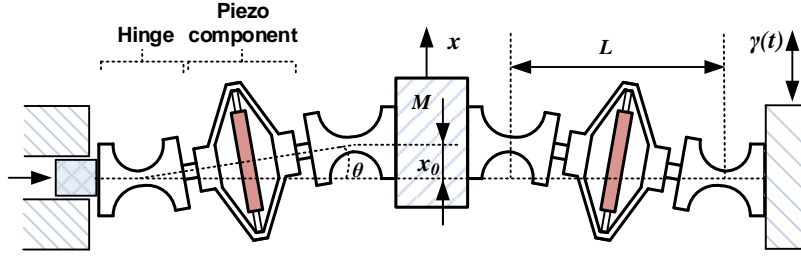 Piezo
Hinge component
x
L
γ(t)
M
θ
x₀